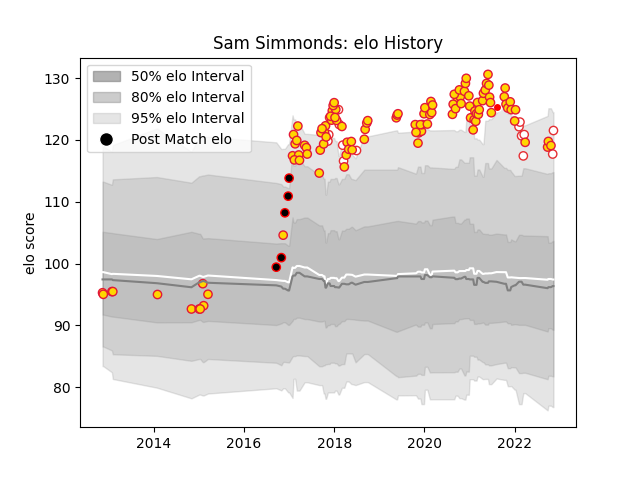 Sam Simmonds: elo History
50% elo Interval
80% elo Interval
95% elo Interval
Post Match elo
elo score
130
120
110
100
90
80
2014 2016 2018 2020 2022